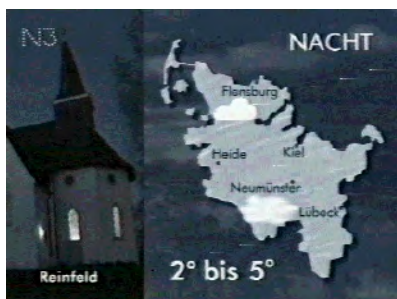 N3
NACHT
Flensburg
Heide
Kiel
Neumünster
Lübeck
2° bis 5°
Reinfeld